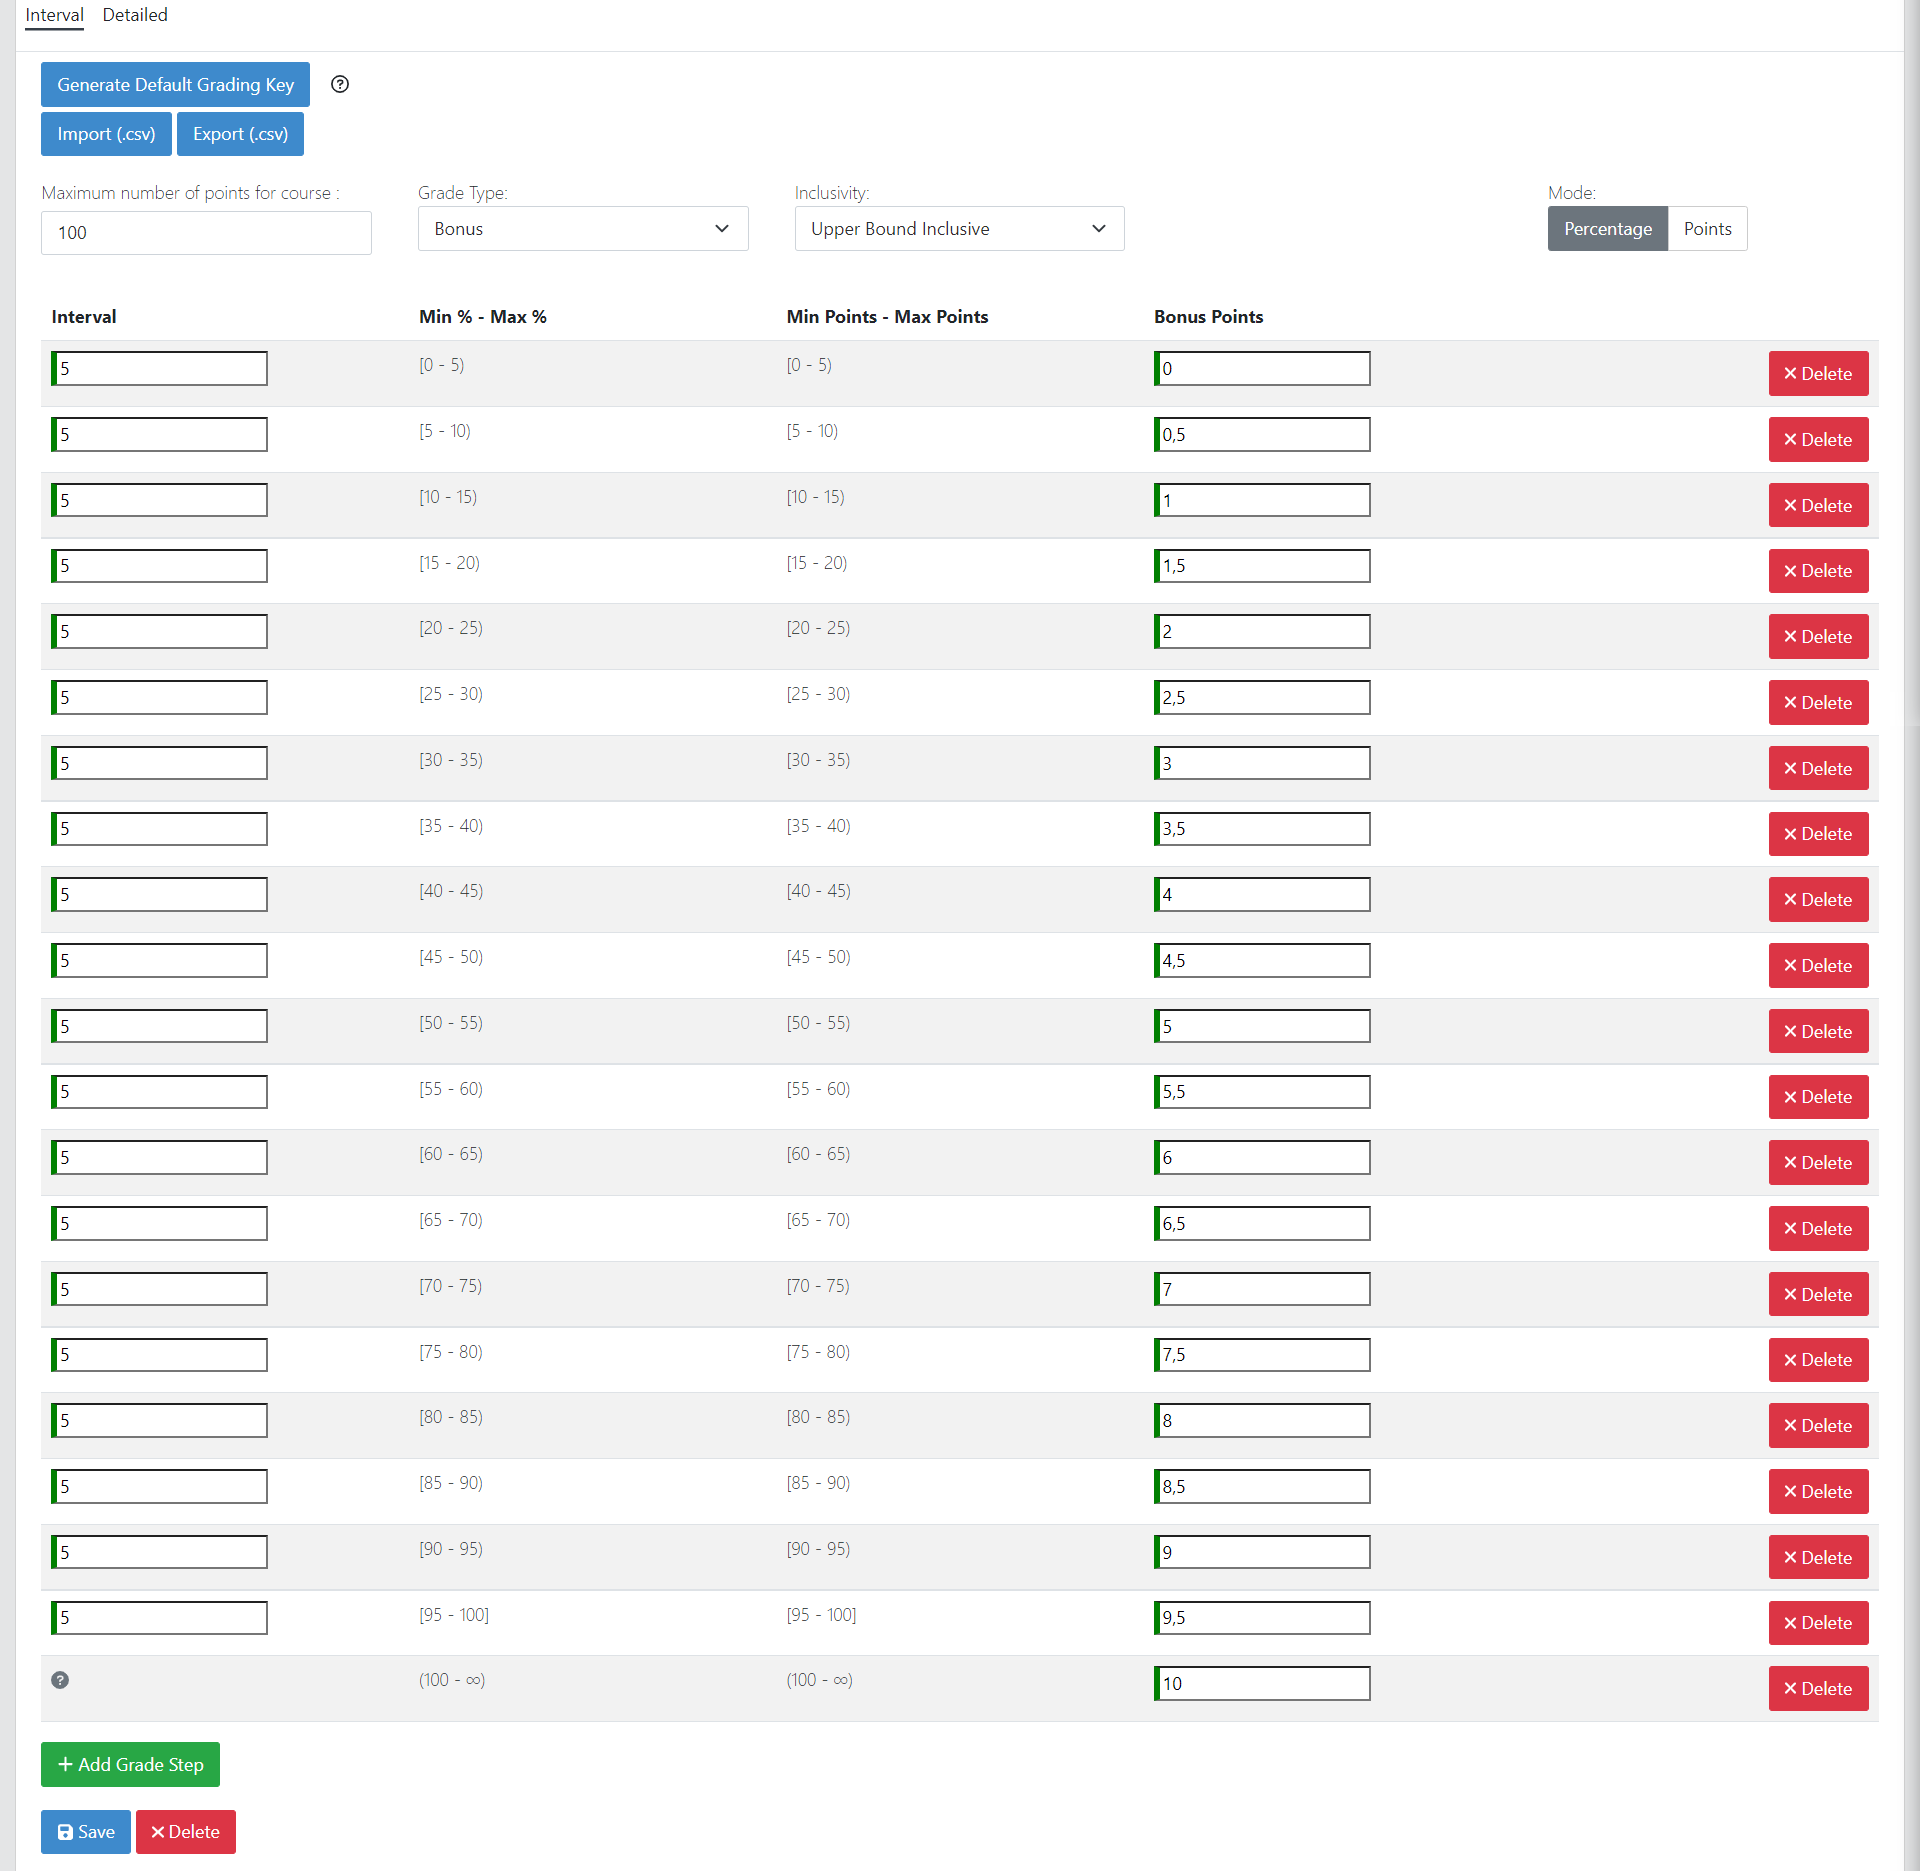 Interval Detailed
Generate Default Grading Key
Import (.csv) Export (.csv)
Maximum number of points for course : Grade Type: Inclusivity: Mode:
100 Bonus Upper Bound Inclusive Percentage Points
Interval Min % - Max % Min Points - Max Points Bonus Points
5 [0 - 5) [0 - 5) 0 Delete
5 [5 - 10) [5 - 10) 0,5 Delete
5 [10 - 15) [10 - 15) 1 Delete
5 [15 - 20) [15 - 20) 1,5 Delete
5 [20 - 25) [20 - 25) 2 Delete
5 [25 - 30) [25 - 30) 2,5 Delete
5 [30 - 35) [30 - 35) 3 Delete
5 [35 - 40) [35 - 40) 3,5 Delete
5 [40 - 45) [40 - 45) 4 Delete
5 [45 - 50) [45 - 50) 4,5 Delete
5 [50 - 55) [50 - 55) 5 Delete
5 [55 - 60) [55 - 60) 5,5 Delete
5 [60 - 65) [60 - 65) 6 Delete
5 [65 - 70) [65 - 70) 6,5 Delete
5 [70 - 75) [70 - 75) 7 Delete
5 [75 - 80) [75 - 80) 7,5 Delete
5 [80 - 85) [80 - 85) 8 Delete
5 [85 - 90) [85 - 90) 8,5 Delete
5 [90 - 95) [90 - 95) 9 Delete
5 [95 - 100] [95 - 100] 9,5 Delete
(100 - ∞) (100 - ∞) 10 Delete
+ Add Grade Step
Save Delete